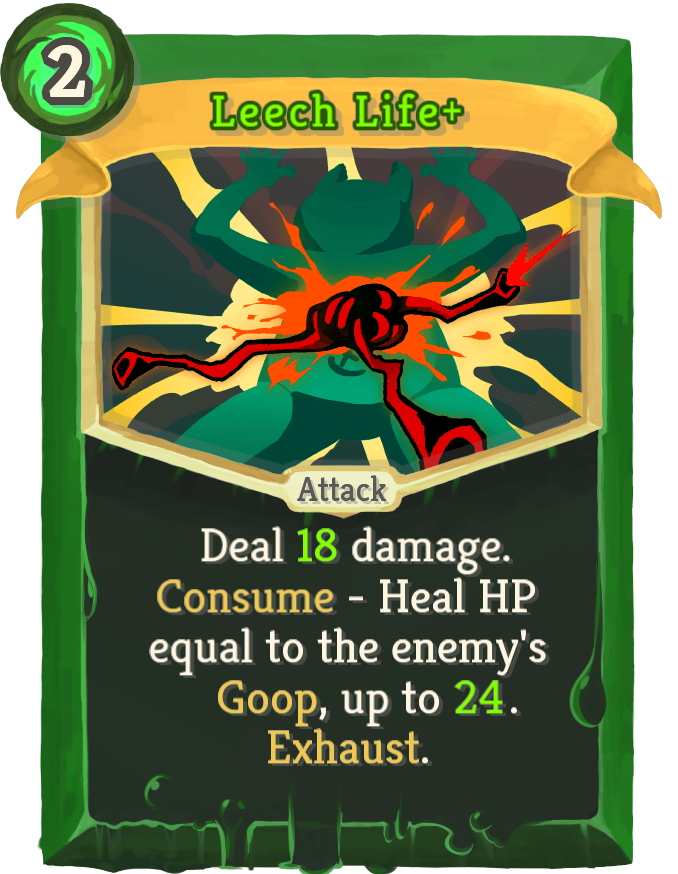 2
Leech Life+
Attack
Deal 18 damage.
Consume - Heal HP
equal to the enemy's
Goop, up to 24.
Exhaust.